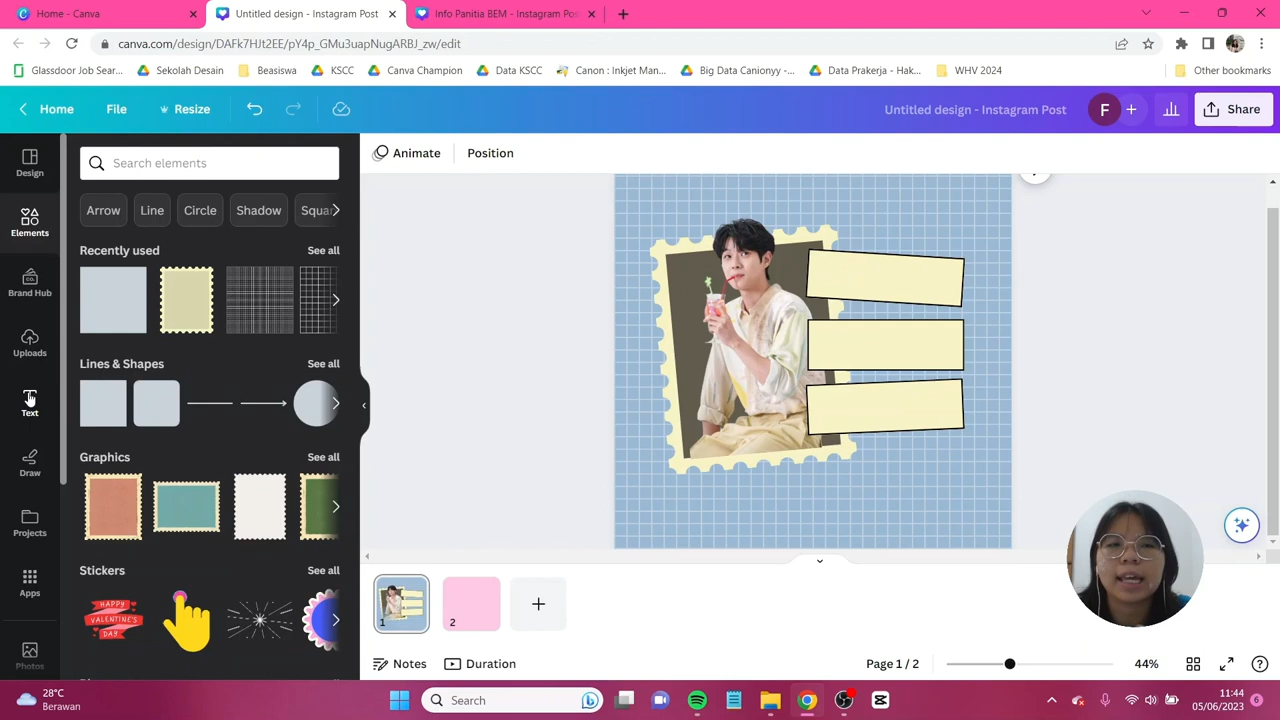 Home - Canva
Untitled design - Instagram Post
Info Panitia BEM - Instagram Pos
canva.com/design/DAFk7HJt2EE/pY4p_GMu3uapNugARBJ_zw/edit
Glassdoor Job Sear...
Sekolah Desain
Beasiswa
KSCC
Canva Champion
Data KSCC
Canon : Inkjet Man...
Big Data Canionyy -...
Data Prakerja - Hak...
WHV 2024
Other bookmarks
Home
File
Resize
Untitled design - Instagram Post
F
Share
Design
Elements
Brand Hub
Uploads
Text
Draw
Projects
Apps
Photos
Search elements
Arrow
Line
Circle
Shadow
Squar
Recently used
See all
Lines & Shapes
See all
Graphics
See all
Stickers
See all
HAPPY
VALENTINE'S
DAY
Animate
Position
1
2
Notes
Duration
Page 1 / 2
44%
28°C
Berawan
Search
11:44
05/06/2023
6